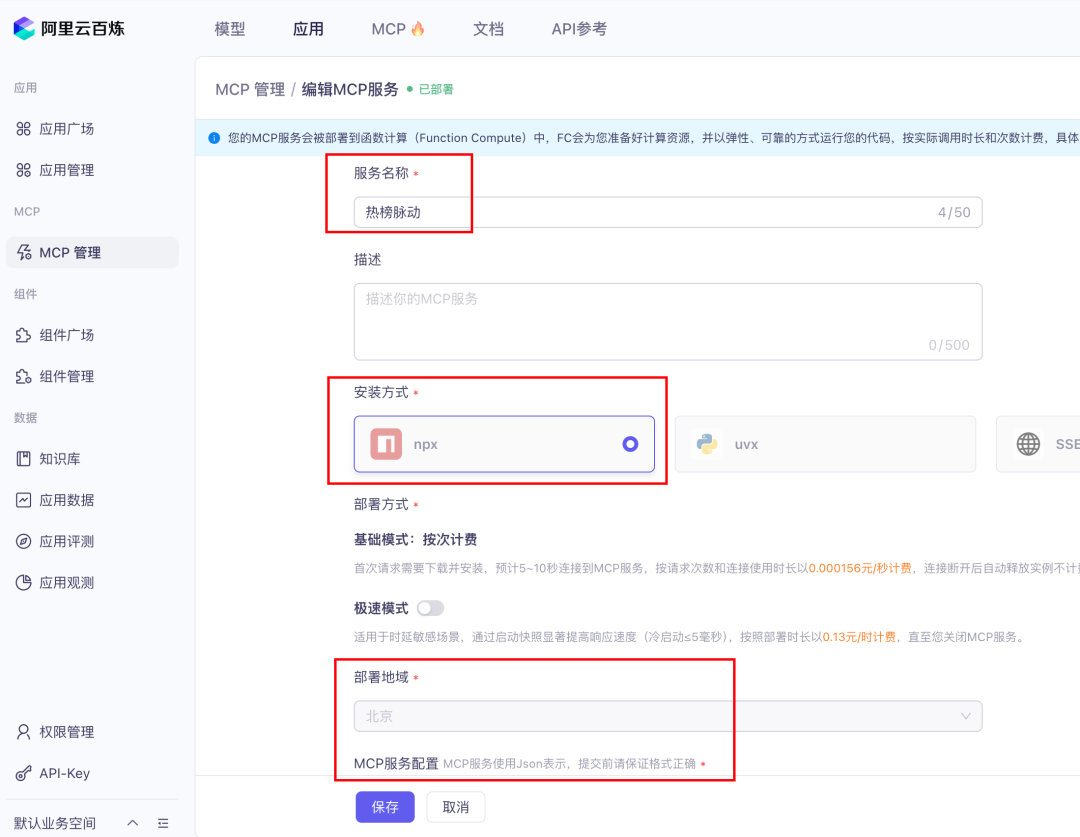 阿里云百炼
模型 应用 MCP 文档 API参考
应用
应用广场
应用管理
MCP
MCP 管理
组件
组件广场
组件管理
数据
知识库
应用数据
应用评测
应用观测
权限管理
API-Key
默认业务空间
MCP 管理 / 编辑MCP服务 已部署
您的MCP服务会被部署到函数计算（Function Compute）中，FC会为您准备好计算资源，并以弹性、可靠的方式运行您的代码，按实际调用时长和次数计费，具体
服务名称 *
热榜脉动 4/50
描述
描述你的MCP服务
0/500
安装方式 *
npx uvx SSE
部署方式 *
基础模式：按次计费
首次请求需要下载并安装，预计5~10秒连接到MCP服务，按请求次数和连接使用时长以0.000156元/秒计费，连接断开后自动释放实例不计费
极速模式
适用于时延敏感场景，通过启动快照显著提高响应速度（冷启动≤5毫秒），按照部署时长以0.13元/时计费，直至您关闭MCP服务。
部署地域 *
北京
MCP服务配置 MCP服务使用Json表示，提交前请保证格式正确 *
保存 取消